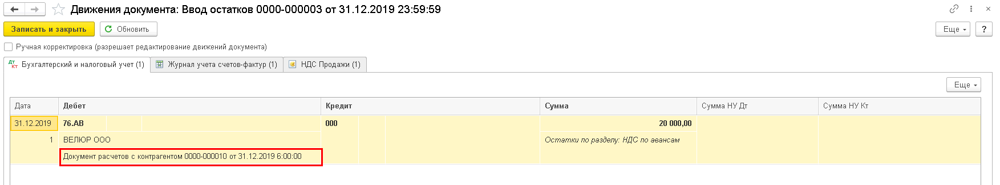 Движения документа: Ввод остатков 0000-000003 от 31.12.2019 23:59:59
Записать и закрыть Обновить Еще ?
Ручная корректировка (разрешает редактирование движений документа)
Дт Кт Бухгалтерский и налоговый учет (1) Журнал учета счетов-фактур (1) НДС Продажи (1)
Еще
Дата Дебет Кредит Сумма Сумма НУ Дт Сумма НУ Кт
31.12.2019 76.АВ 000 20 000,00
1 ВЕЛЮР ООО Остатки по разделу: НДС по авансам
Документ расчетов с контрагентом 0000-000010 от 31.12.2019 6:00:00